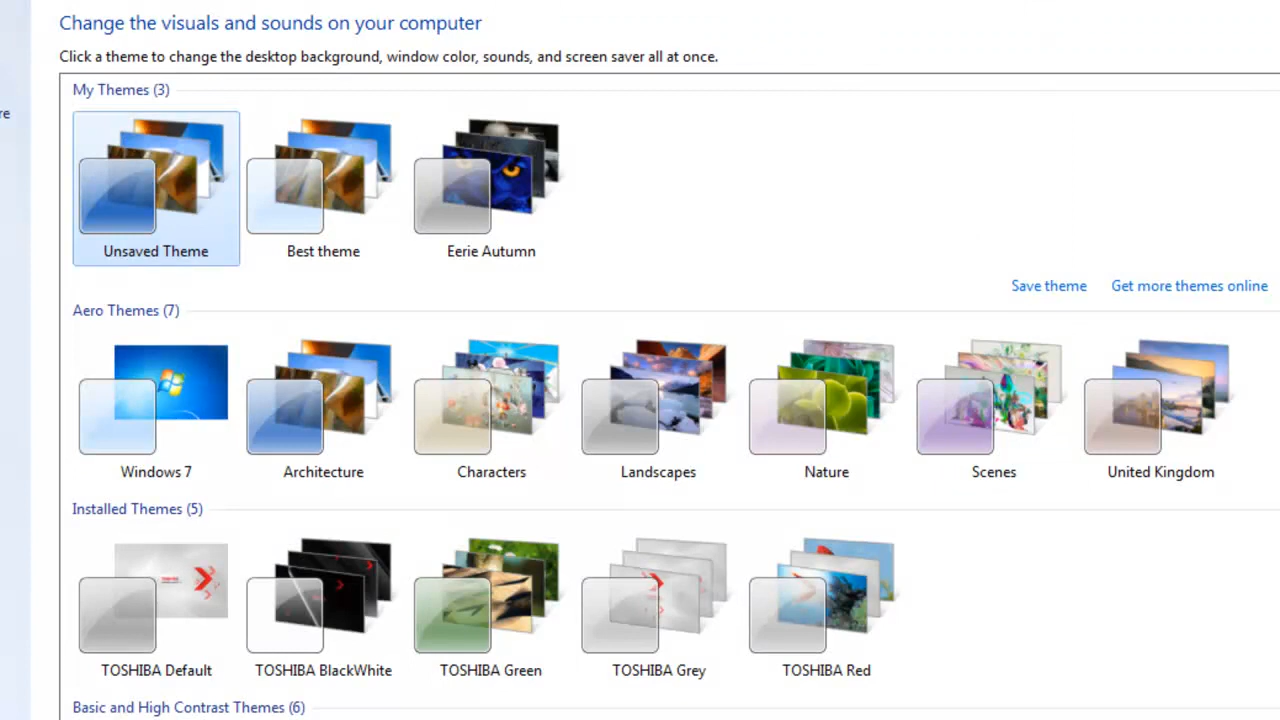 Change the visuals and sounds on your computer
Click a theme to change the desktop background, window color, sounds, and screen saver all at once.
re
My Themes (3)
Unsaved Theme Best theme Eerie Autumn
Save theme Get more themes online
Aero Themes (7)
Windows 7 Architecture Characters Landscapes Nature Scenes United Kingdom
Installed Themes (5)
TOSHIBA Default TOSHIBA BlackWhite TOSHIBA Green TOSHIBA Grey TOSHIBA Red
Basic and High Contrast Themes (6)